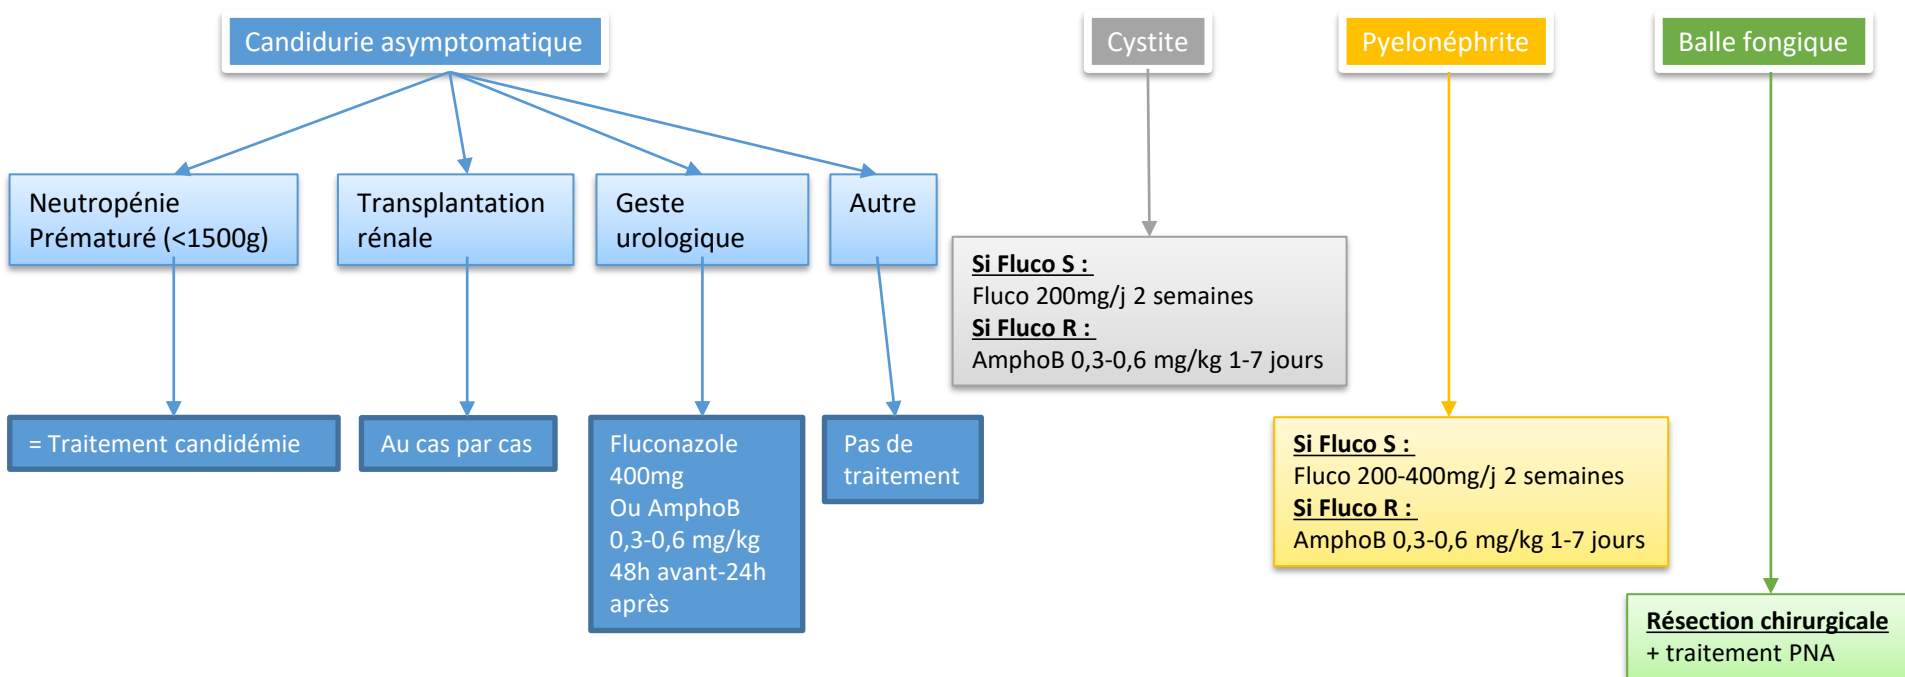 Candidurie asymptomatique
Cystite
Pyelonéphrite
Balle fongique
Neutropénie
Prématuré (<1500g)
Transplantation
rénale
Geste
urologique
Autre
= Traitement candidémie
Au cas par cas
Fluconazole
400mg
Ou AmphoB
0,3-0,6 mg/kg
48h avant-24h
après
Pas de
traitement
Si Fluco S :
Fluco 200mg/j 2 semaines
Si Fluco R :
AmphoB 0,3-0,6 mg/kg 1-7 jours
Si Fluco S :
Fluco 200-400mg/j 2 semaines
Si Fluco R :
AmphoB 0,3-0,6 mg/kg 1-7 jours
Résection chirurgicale
+ traitement PNA